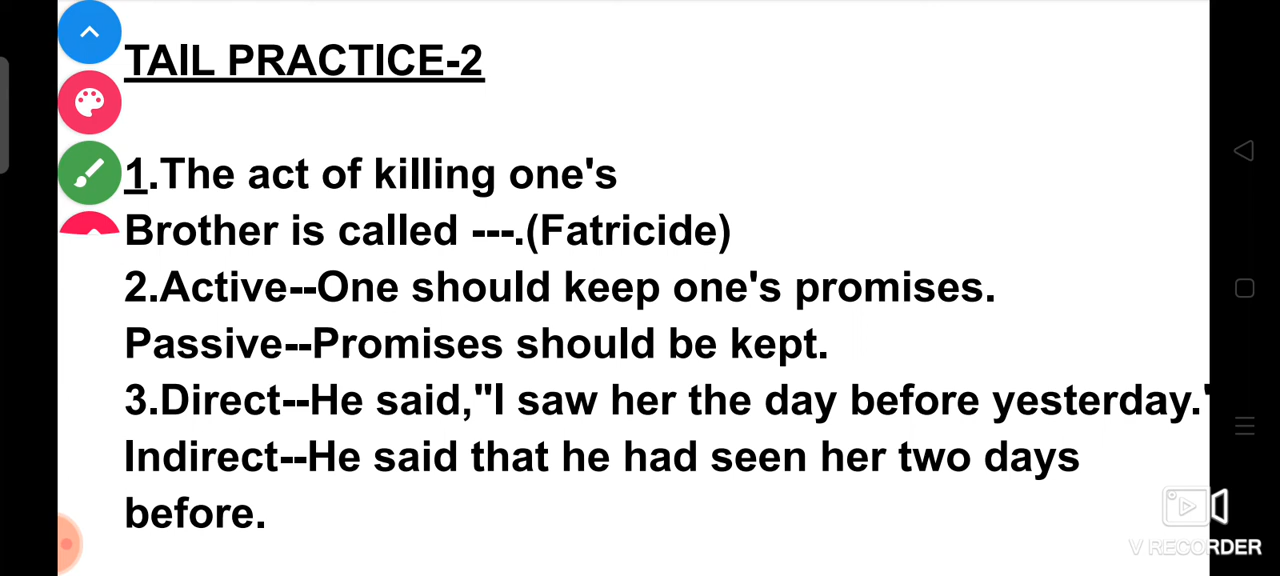 TAIL PRACTICE-2
1.The act of killing one's
Brother is called ---.(Fatricide)
2.Active--One should keep one's promises.
Passive--Promises should be kept.
3.Direct--He said,"I saw her the day before yesterday."
Indirect--He said that he had seen her two days
before.
V RECORDER